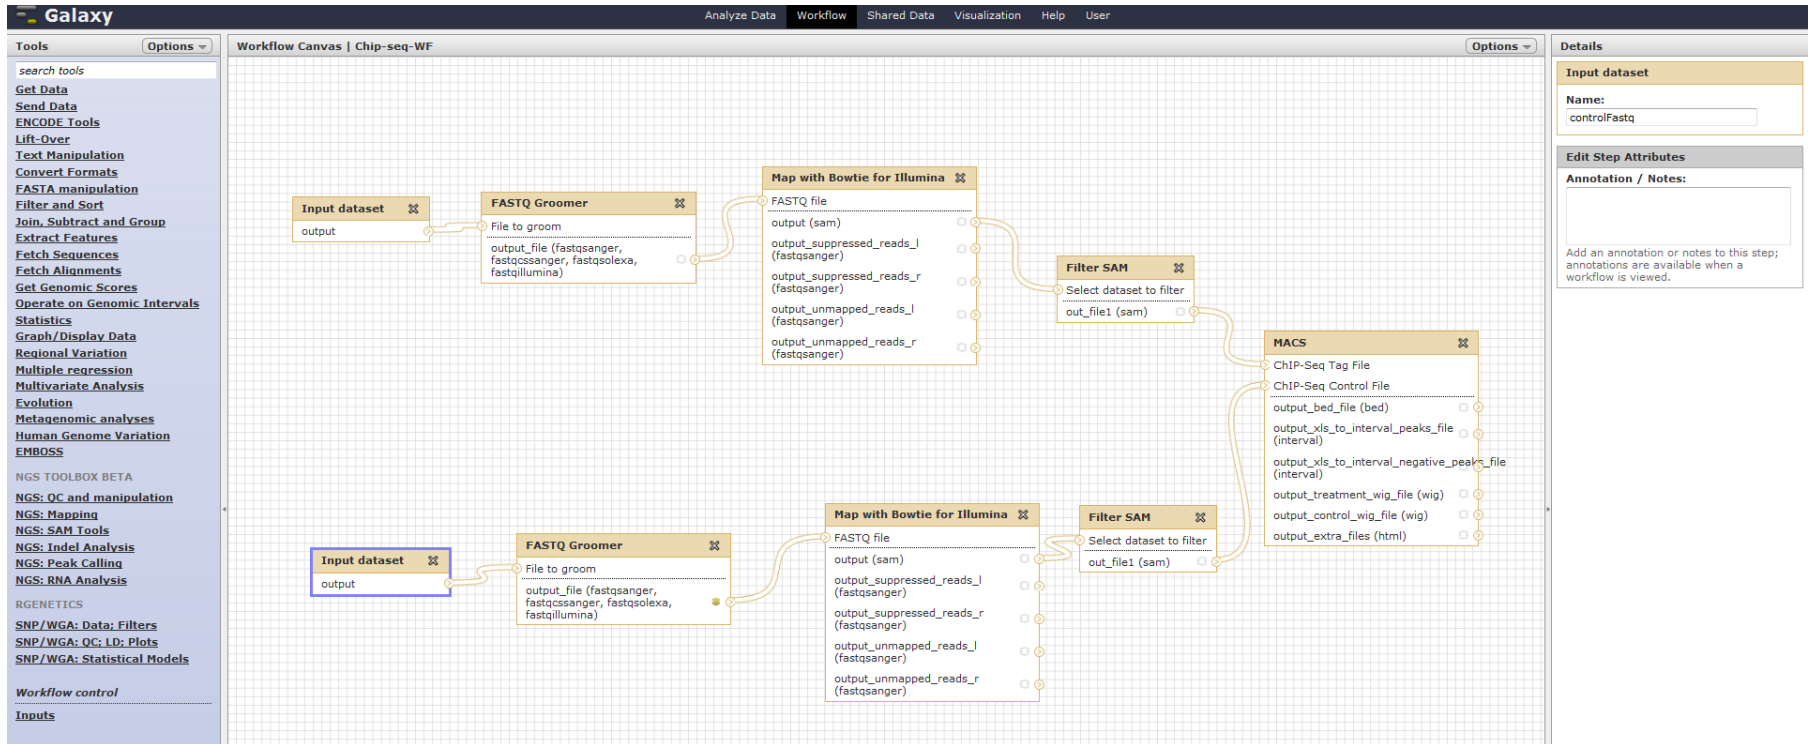 Galaxy
Analyze Data Workflow Shared Data Visualization Help User
Tools Options
search tools
Get Data
Send Data
ENCODE Tools
Lift-Over
Text Manipulation
Convert Formats
FASTA manipulation
Filter and Sort
Join, Subtract and Group
Extract Features
Fetch Sequences
Fetch Alignments
Get Genomic Scores
Operate on Genomic Intervals
Statistics
Graph/Display Data
Regional Variation
Multiple regression
Multivariate Analysis
Evolution
Metagenomic analyses
Human Genome Variation
EMBOSS
NGS TOOLBOX BETA
NGS: QC and manipulation
NGS: Mapping
NGS: SAM Tools
NGS: Indel Analysis
NGS: Peak Calling
NGS: RNA Analysis
RGENETICS
SNP/WGA: Data; Filters
SNP/WGA: QC; LD; Plots
SNP/WGA: Statistical Models
Workflow control
Inputs
Workflow Canvas | Chip-seq-WF Options
Input dataset
output
FASTQ Groomer
File to groom
output_file (fastqsanger,
fastqcssanger, fastqsolexa,
fastqillumina)
Map with Bowtie for Illumina
FASTQ file
output (sam)
output_suppressed_reads_l
(fastqsanger)
output_suppressed_reads_r
(fastqsanger)
output_unmapped_reads_l
(fastqsanger)
output_unmapped_reads_r
(fastqsanger)
Filter SAM
Select dataset to filter
out_file1 (sam)
MACS
ChIP-Seq Tag File
ChIP-Seq Control File
output_bed_file (bed)
output_xls_to_interval_peaks_file
(interval)
output_xls_to_interval_negative_peaks_file
(interval)
output_treatment_wig_file (wig)
output_control_wig_file (wig)
output_extra_files (html)
Input dataset
output
FASTQ Groomer
File to groom
output_file (fastqsanger,
fastqcssanger, fastqsolexa,
fastqillumina)
Map with Bowtie for Illumina
FASTQ file
output (sam)
output_suppressed_reads_l
(fastqsanger)
output_suppressed_reads_r
(fastqsanger)
output_unmapped_reads_l
(fastqsanger)
output_unmapped_reads_r
(fastqsanger)
Filter SAM
Select dataset to filter
out_file1 (sam)
Details
Input dataset
Name:
controlFastq
Edit Step Attributes
Annotation / Notes:
Add an annotation or notes to this step;
annotations are available when a
workflow is viewed.